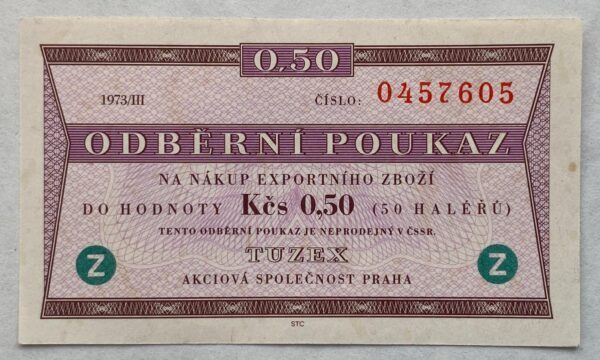 0,50
1973/III
ČÍSLO: 0457605
ODBĚRNÍ POUKAZ
NA NÁKUP EXPORTNÍHO ZBOŽÍ
DO HODNOTY Kčs 0,50 (50 HALÉŘŮ)
TENTO ODBĚRNÍ POUKAZ JE NEPRODEJNÝ V ČSSR.
Z TUZEX Z
AKCIOVÁ SPOLEČNOST PRAHA
STC